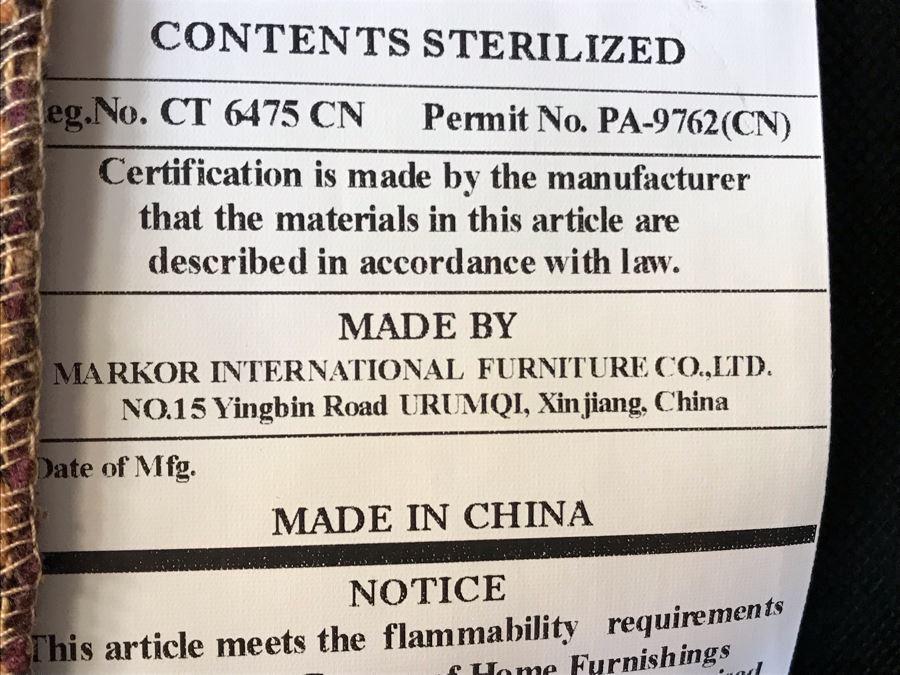 CONTENTS STERILIZED
eg.No. CT 6475 CN Permit No. PA-9762(CN)
Certification is made by the manufacturer
that the materials in this article are
described in accordance with law.
MADE BY
MARKOR INTERNATIONAL FURNITURE CO.,LTD.
NO.15 Yingbin Road URUMQI, Xinjiang, China
Date of Mfg.
MADE IN CHINA
NOTICE
This article meets the flammability requirements
of Home Furnishings